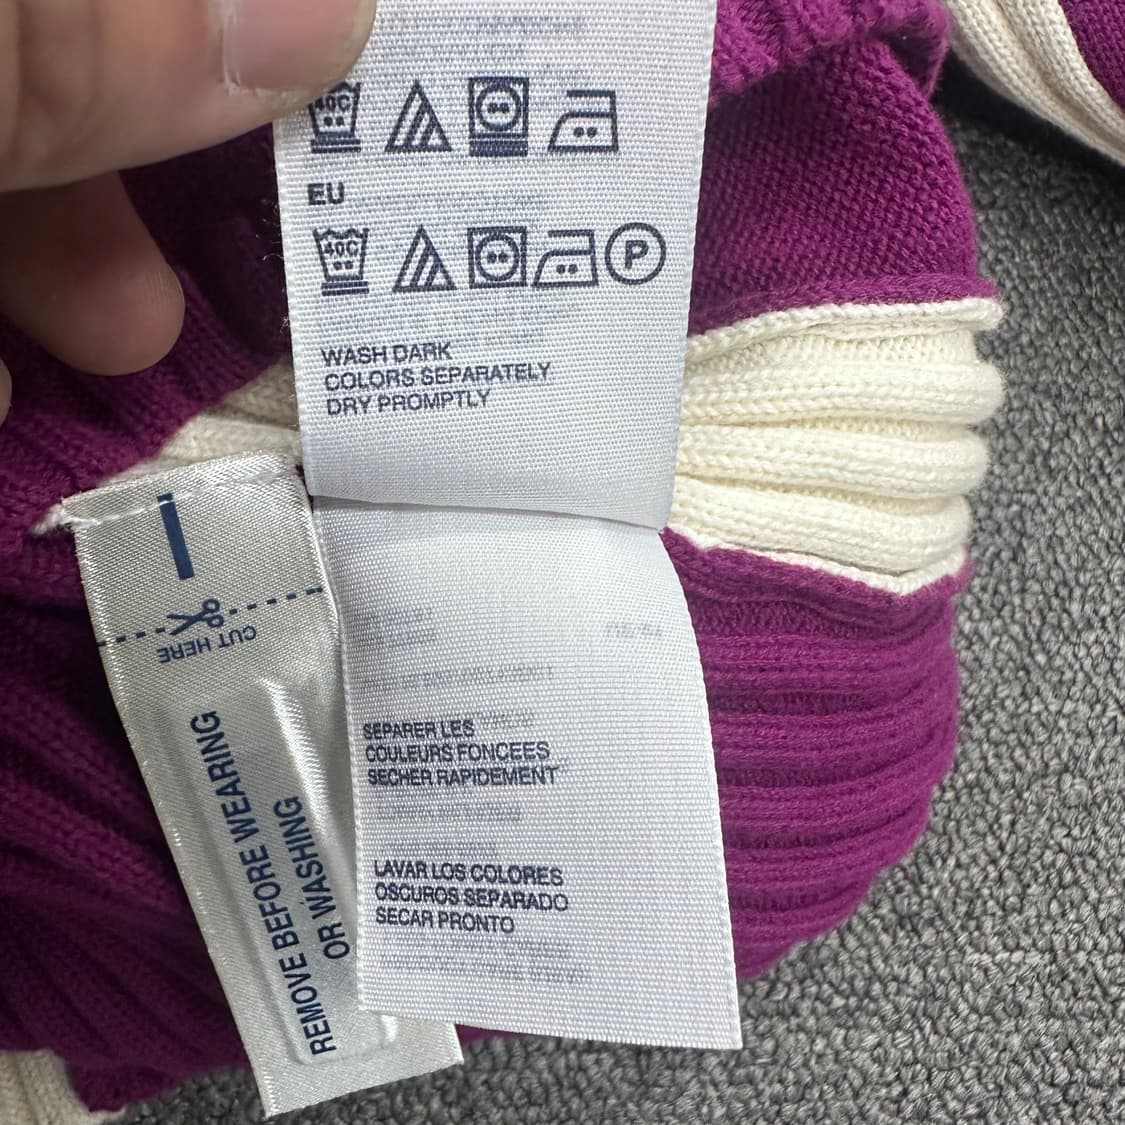 40C
EU
40C
P
WASH DARK
COLORS SEPARATELY
DRY PROMPTLY
CUT HERE
REMOVE BEFORE WEARING
OR WASHING
SEPARER LES
COULEURS FONCEES
SECHER RAPIDEMENT
LAVAR LOS COLORES
OSCUROS SEPARADO
SECAR PRONTO